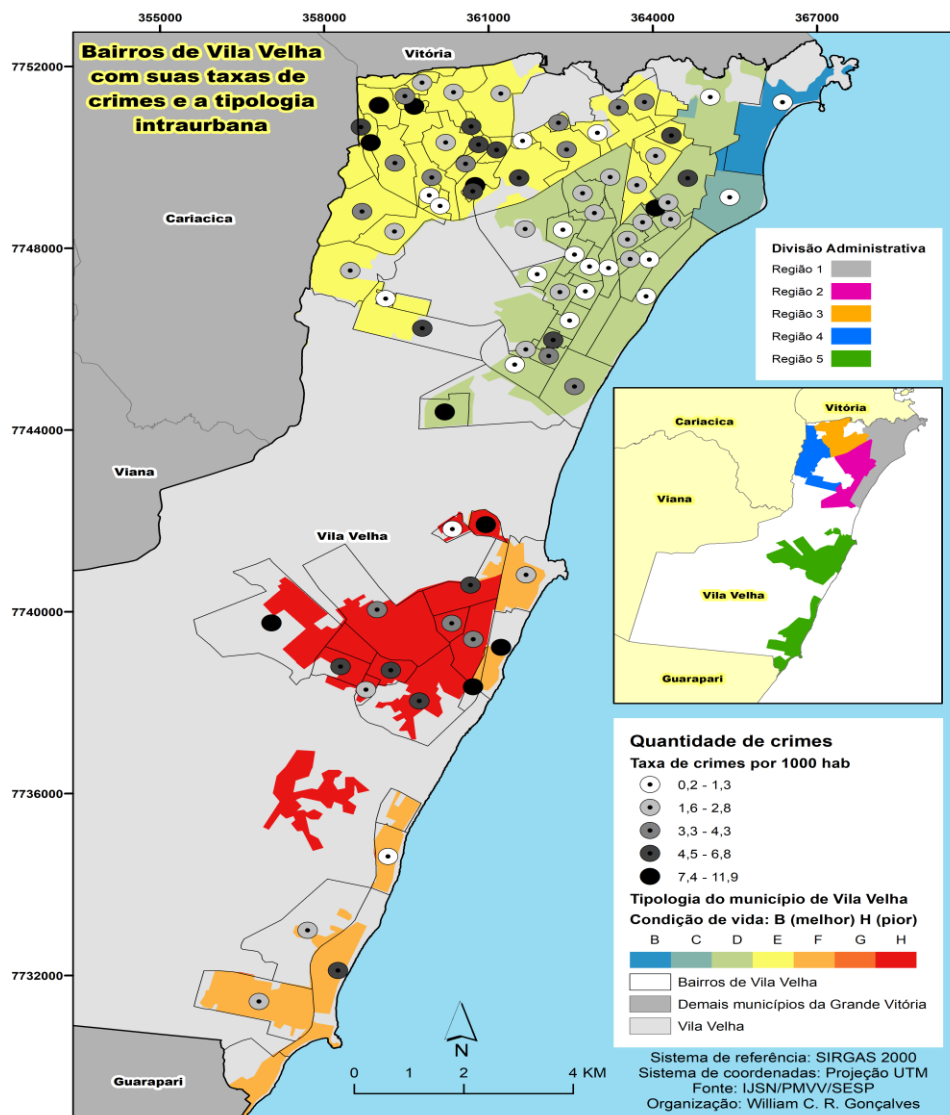 355000 358000 361000 364000 367000
Bairros de Vila Velha
com suas taxas de
crimes e a tipologia
intraurbana
Vitória
7752000
Cariacica
7748000
Divisão Administrativa
Região 1
Região 2
Região 3
Região 4
Região 5
7744000
Viana
Vitória
Cariacica
Viana
Vila Velha
Guarapari
Vila Velha
7740000
7736000
7732000
Quantidade de crimes
Taxa de crimes por 1000 hab
0,2 - 1,3
1,6 - 2,8
3,3 - 4,3
4,5 - 6,8
7,4 - 11,9
Tipologia do município de Vila Velha
Condição de vida: B (melhor) H (pior)
B C D E F G H
Bairros de Vila Velha
Demais municípios da Grande Vitória
Vila Velha
N
0 1 2 4 KM
Guarapari
Sistema de referência: SIRGAS 2000
Sistema de coordenadas: Projeção UTM
Fonte: IJSN/PMVV/SESP
Organização: William C. R. Gonçalves